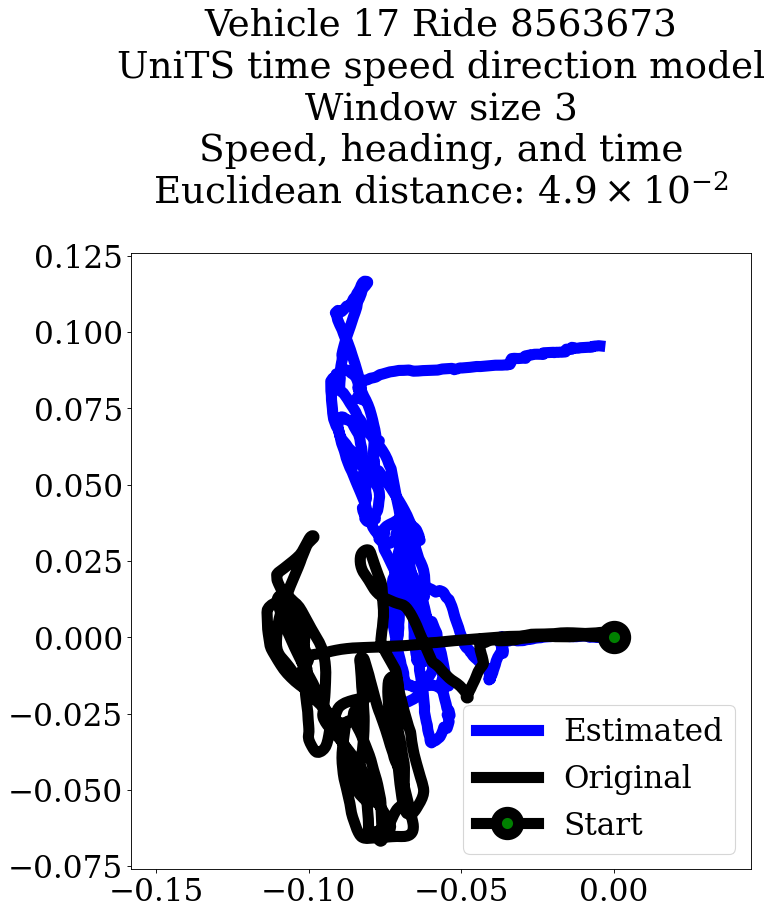 Vehicle 17 Ride 8563673
UniTS time speed direction model
Window size 3
Speed, heading, and time
Euclidean distance: 4.9 × 10⁻²
0.125
0.100
0.075
0.050
0.025
0.000
−0.025
−0.050
−0.075
−0.15
−0.10
−0.05
0.00
Estimated
Original
Start